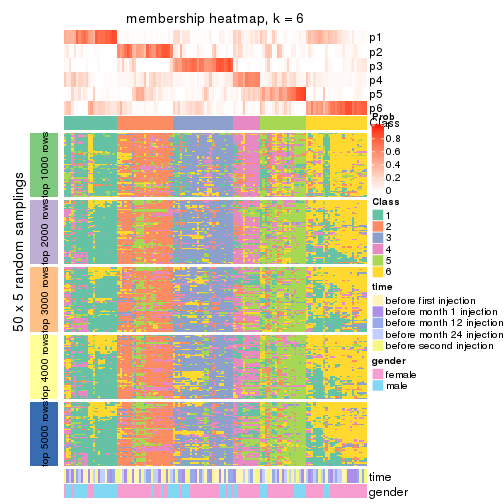 membership heatmap, k = 6
p1
p2
p3
p4
p5
p6
Class
Prob
1
0.8
0.6
0.4
0.2
0
Class
1
2
3
4
5
6
time
before first injection
before month 1 injection
before month 12 injection
before month 24 injection
before second injection
gender
female
male
50 x 5 random samplings
top 1000 rows
top 2000 rows
top 3000 rows
top 4000 rows
top 5000 rows
time
gender